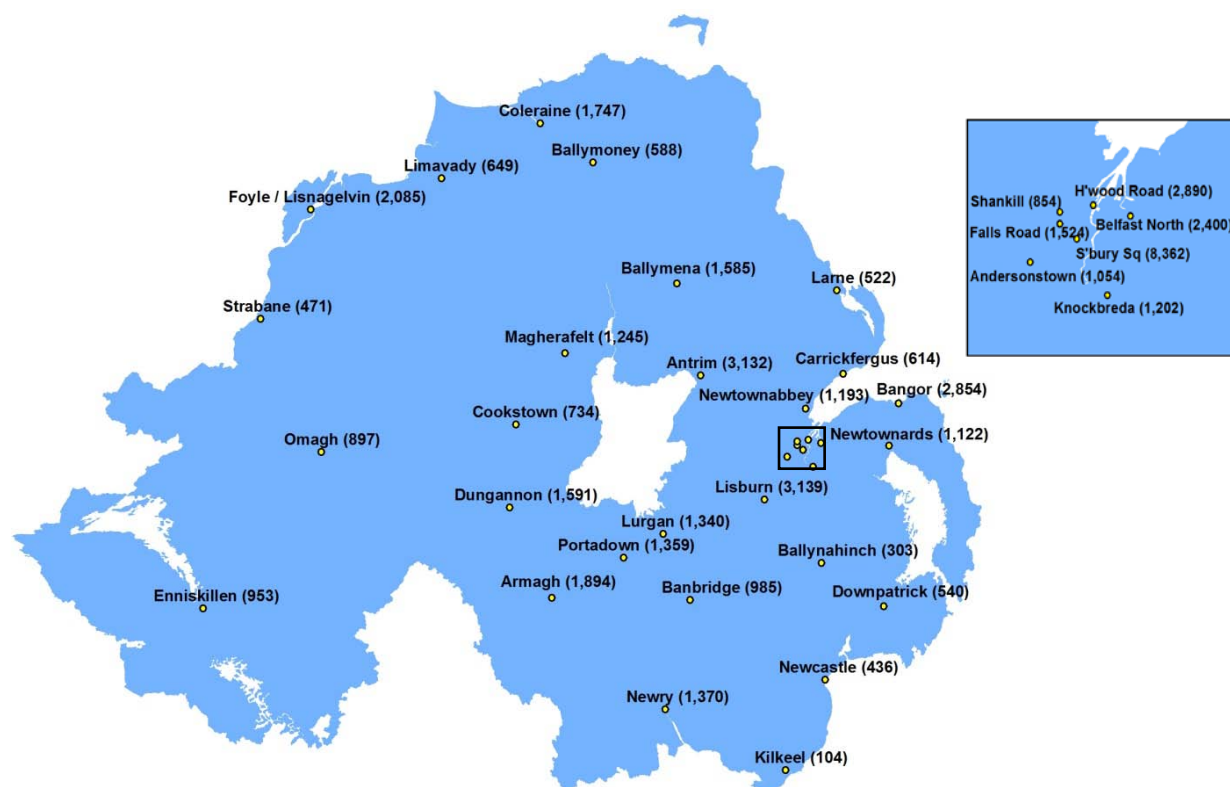 Coleraine (1,747)
Ballymoney (588)
Limavady (649)
Foyle / Lisnagelvin (2,085)
Ballymena (1,585)
Larne (522)
Strabane (471)
Magherafelt (1,245)
Antrim (3,132)
Carrickfergus (614)
Newtownabbey (1,193)
Bangor (2,854)
Cookstown (734)
Omagh (897)
Newtownards (1,122)
Lisburn (3,139)
Dungannon (1,591)
Lurgan (1,340)
Portadown (1,359)
Ballynahinch (303)
Armagh (1,894)
Banbridge (985)
Downpatrick (540)
Enniskillen (953)
Newcastle (436)
Newry (1,370)
Kilkeel (104)
H'wood Road (2,890)
Shankill (854)
Belfast North (2,400)
Falls Road (1,524)
S'bury Sq (8,362)
Andersonstown (1,054)
Knockbreda (1,202)